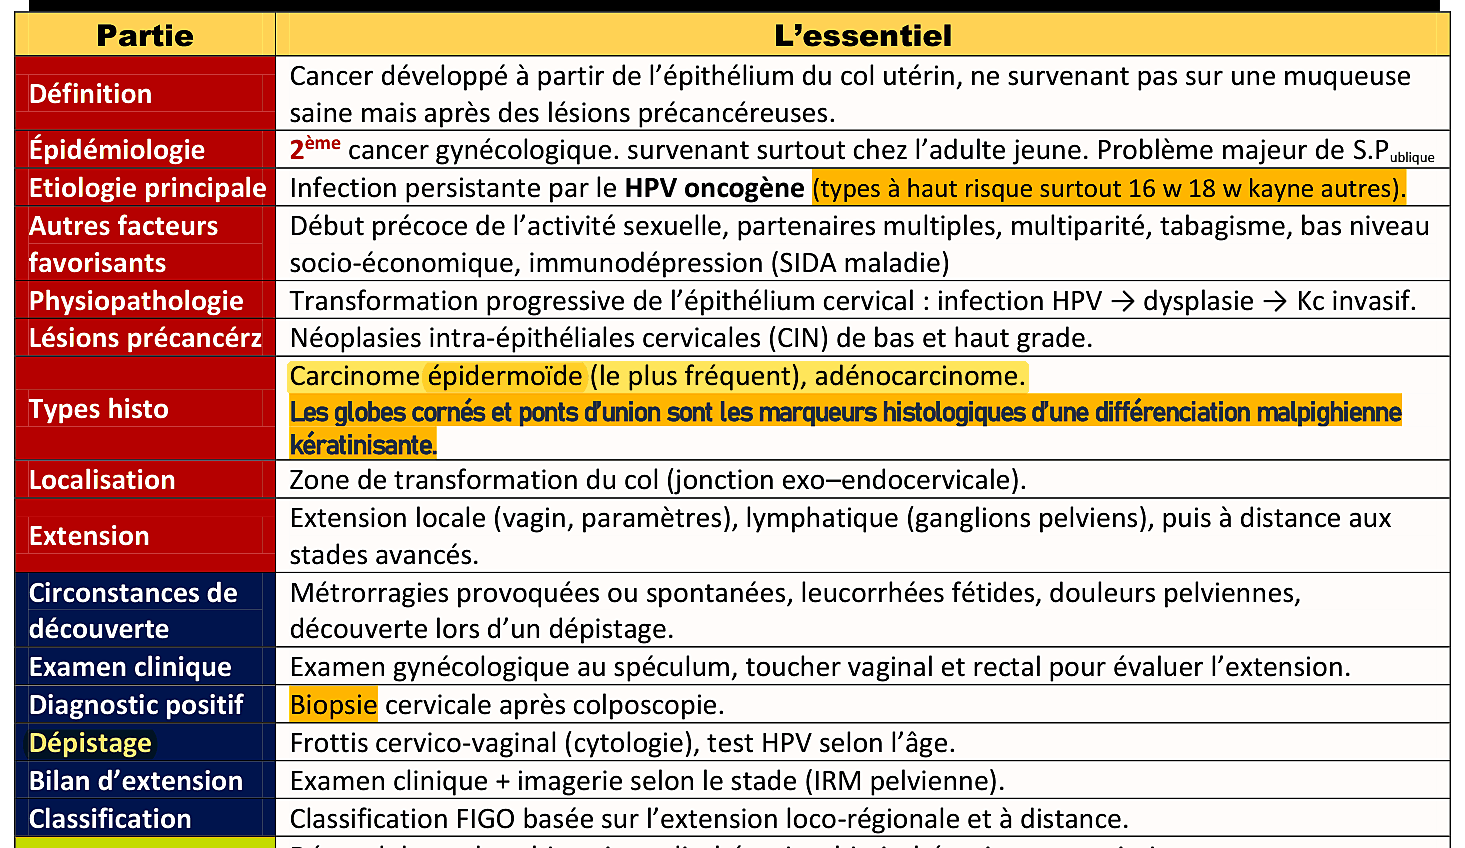 Partie
L’essentiel
Définition
Cancer développé à partir de l’épithélium du col utérin, ne survenant pas sur une muqueuse
saine mais après des lésions précancéreuses.
Épidémiologie
2ème cancer gynécologique. survenant surtout chez l’adulte jeune. Problème majeur de S.Publique
Etiologie principale
Infection persistante par le HPV oncogène (types à haut risque surtout 16 w 18 w kayne autres).
Autres facteurs
favorisants
Début précoce de l’activité sexuelle, partenaires multiples, multiparité, tabagisme, bas niveau
socio-économique, immunodépression (SIDA maladie)
Physiopathologie
Transformation progressive de l’épithélium cervical : infection HPV → dysplasie → Kc invasif.
Lésions précancérz
Néoplasies intra-épithéliales cervicales (CIN) de bas et haut grade.
Types histo
Carcinome épidermoïde (le plus fréquent), adénocarcinome.
Les globes cornés et ponts d’union sont les marqueurs histologiques d’une différenciation malpighienne
kératinisante.
Localisation
Zone de transformation du col (jonction exo–endocervicale).
Extension
Extension locale (vagin, paramètres), lymphatique (ganglions pelviens), puis à distance aux
stades avancés.
Circonstances de
découverte
Métrorragies provoquées ou spontanées, leucorrhées fétides, douleurs pelviennes,
découverte lors d’un dépistage.
Examen clinique
Examen gynécologique au spéculum, toucher vaginal et rectal pour évaluer l’extension.
Diagnostic positif
Biopsie cervicale après colposcopie.
Dépistage
Frottis cervico-vaginal (cytologie), test HPV selon l’âge.
Bilan d’extension
Examen clinique + imagerie selon le stade (IRM pelvienne).
Classification
Classification FIGO basée sur l’extension loco-régionale et à distance.